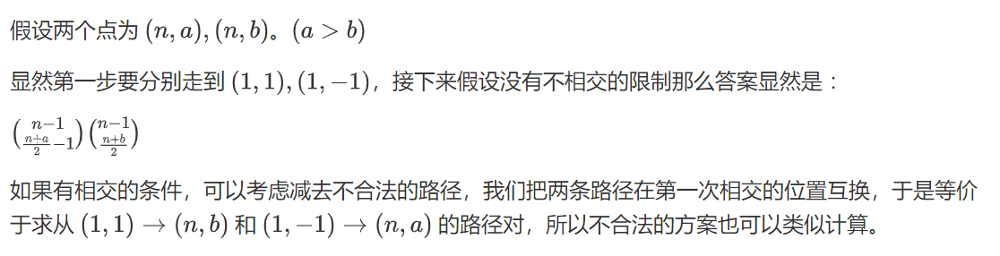 假设两个点为 $(n, a), (n, b)$。$(a > b)$
显然第一步要分别走到 $(1, 1), (1, -1)$，接下来假设没有不相交的限制那么答案显然是：
$\binom{n-1}{\frac{n+a}{2}-1}\binom{n-1}{\frac{n+b}{2}}$
如果有相交的条件，可以考虑减去不合法的路径，我们把两条路径在第一次相交的位置互换，于是等价
于求从 $(1, 1) \to (n, b)$ 和 $(1, -1) \to (n, a)$ 的路径对，所以不合法的方案也可以类似计算。